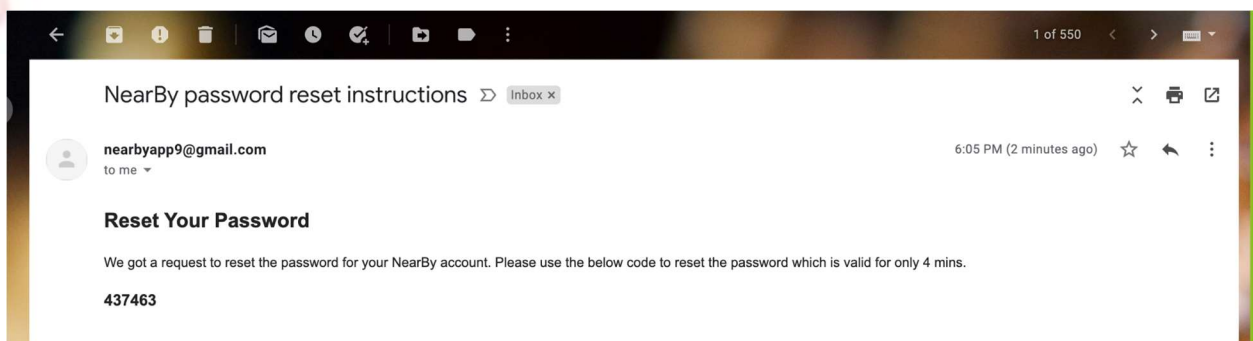 1 of 550
NearBy password reset instructions Inbox x
nearbyapp9@gmail.com 6:05 PM (2 minutes ago)
to me
Reset Your Password
We got a request to reset the password for your NearBy account. Please use the below code to reset the password which is valid for only 4 mins.
437463